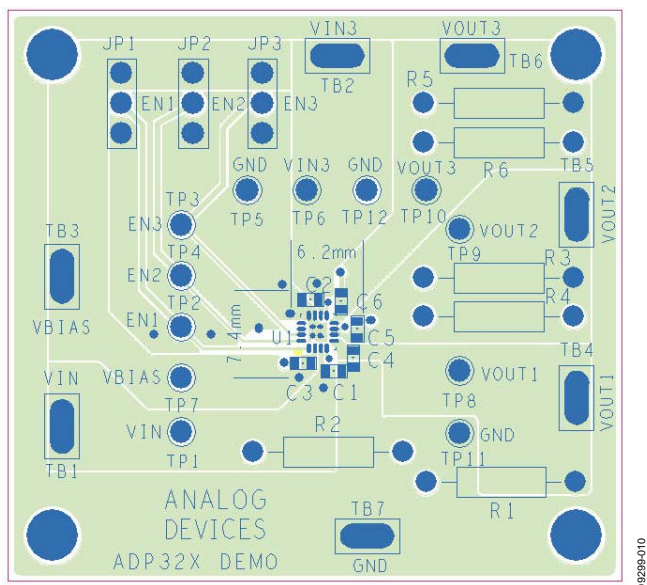 JP1 JP2 JP3 VIN3 VOUT3
TB2 TB6
R5
EN1 EN2 EN3
R6 TB5
GND VIN3 GND VOUT3
TP5 TP6 TP12 TP10
VOUT2
TP3
EN3
TP4
VOUT2
TP9
TB3
6.2mm
EN2
TP2
R3
R4
C2
C6
VBIAS
EN1
7.4mm
U1
C5
C4
TB4
VIN
VBIAS
TP7
C3 C1
VOUT1
TP8
VOUT1
VIN
TP1
R2
GND
TP11
TB1
R1
ANALOG
DEVICES
ADP32X DEMO
TB7
GND
09299-010